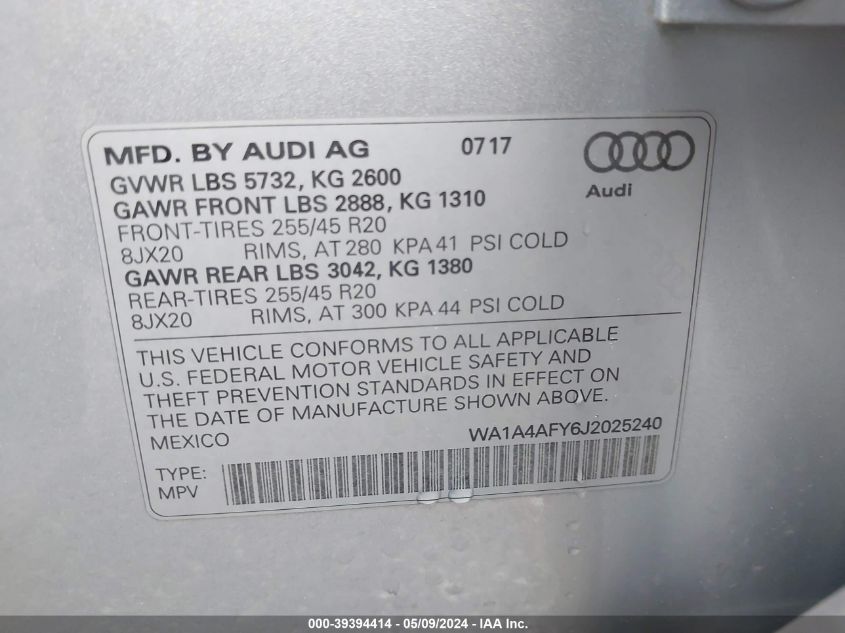 MFD. BY AUDI AG 0717
Audi
GVWR LBS 5732, KG 2600
GAWR FRONT LBS 2888, KG 1310
FRONT-TIRES 255/45 R20
8JX20 RIMS, AT 280 KPA 41 PSI COLD
GAWR REAR LBS 3042, KG 1380
REAR-TIRES 255/45 R20
8JX20 RIMS, AT 300 KPA 44 PSI COLD
THIS VEHICLE CONFORMS TO ALL APPLICABLE
U.S. FEDERAL MOTOR VEHICLE SAFETY AND
THEFT PREVENTION STANDARDS IN EFFECT ON
THE DATE OF MANUFACTURE SHOWN ABOVE.
MEXICO WA1A4AFY6J2025240
TYPE:
MPV
000-39394414 - 05/09/2024 - IAA Inc.